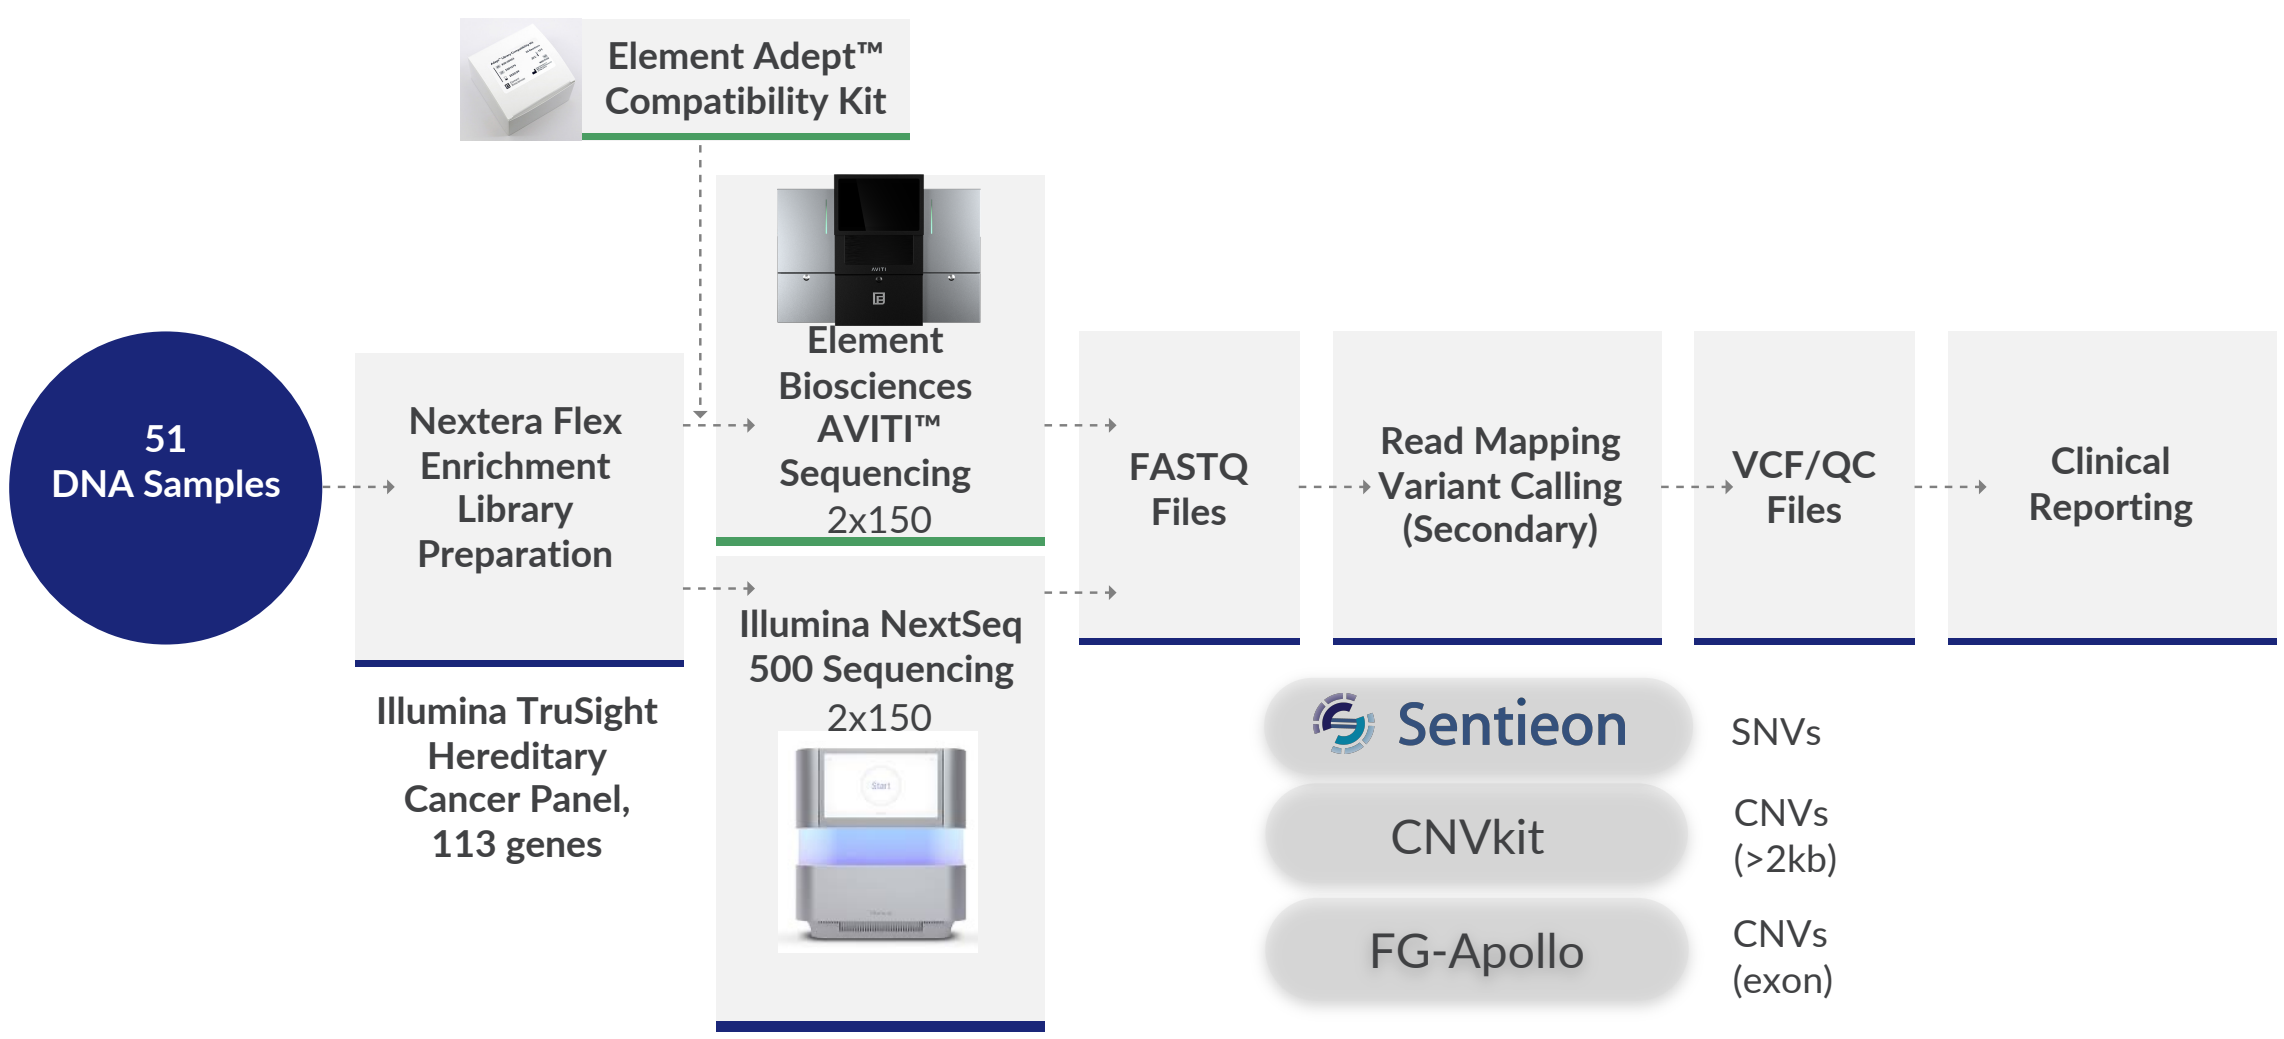 Element Adept™
Compatibility Kit
AVITI
51
DNA Samples
Nextera Flex
Enrichment
Library
Preparation
Illumina TruSight
Hereditary
Cancer Panel,
113 genes
Element
Biosciences
AVITI™
Sequencing
2x150
Illumina NextSeq
500 Sequencing
2x150
Start
FASTQ
Files
Read Mapping
Variant Calling
(Secondary)
VCF/QC
Files
Clinical
Reporting
Sentieon
SNVs
CNVkit
CNVs
(>2kb)
FG-Apollo
CNVs
(exon)